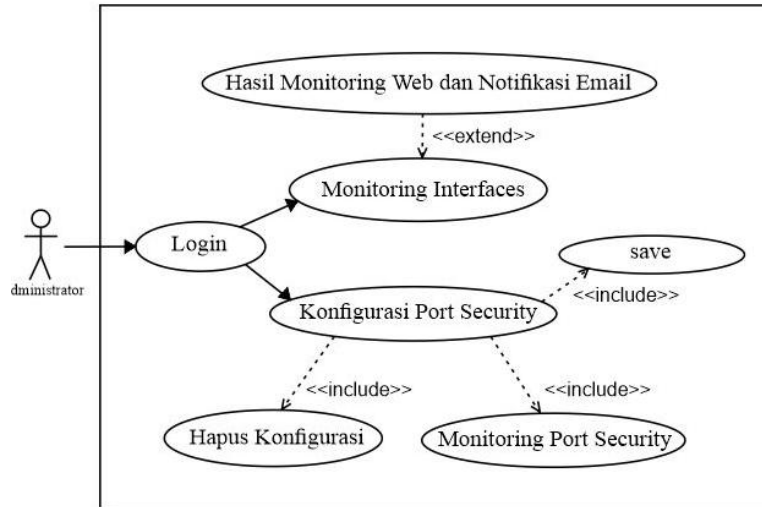 Hasil Monitoring Web dan Notifikasi Email
<<extend>>
Monitoring Interfaces
Login
dministrator
save
<<include>>
Konfigurasi Port Security
<<include>>
<<include>>
Hapus Konfigurasi
Monitoring Port Security